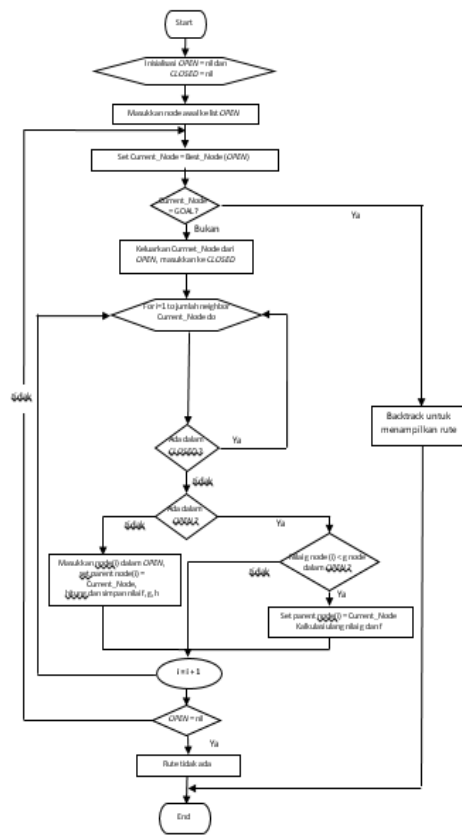 Start
Inisialisasi OPEN = nil dan
CLOSED = nil
Masukkan node awal ke list OPEN
Set Current_Node = Best_Node (OPEN)
Current_Node
= GOAL?
Ya
Bukan
Keluarkan Currnet_Node dari
OPEN, masukkan ke CLOSED
For i=1 to jumlah neighbor
Current_Node do
tidak
Backtrack untuk
menampilkan rute
Ada dalam
CLOSED ?
Ya
tidak
Ada dalam
OPEN ?
tidak
Ya
Masukkan node(i) dalam OPEN,
set parent node(i) =
Current_Node,
hitung dan simpan nilai f, g, h
Nilai g node (i) < g node
dalam OPEN ?
tidak
Ya
Set parent node(i) = Current_Node
Kalkulasi ulang nilai g dan f
i = i + 1
OPEN = nil
Ya
Rute tidak ada
End